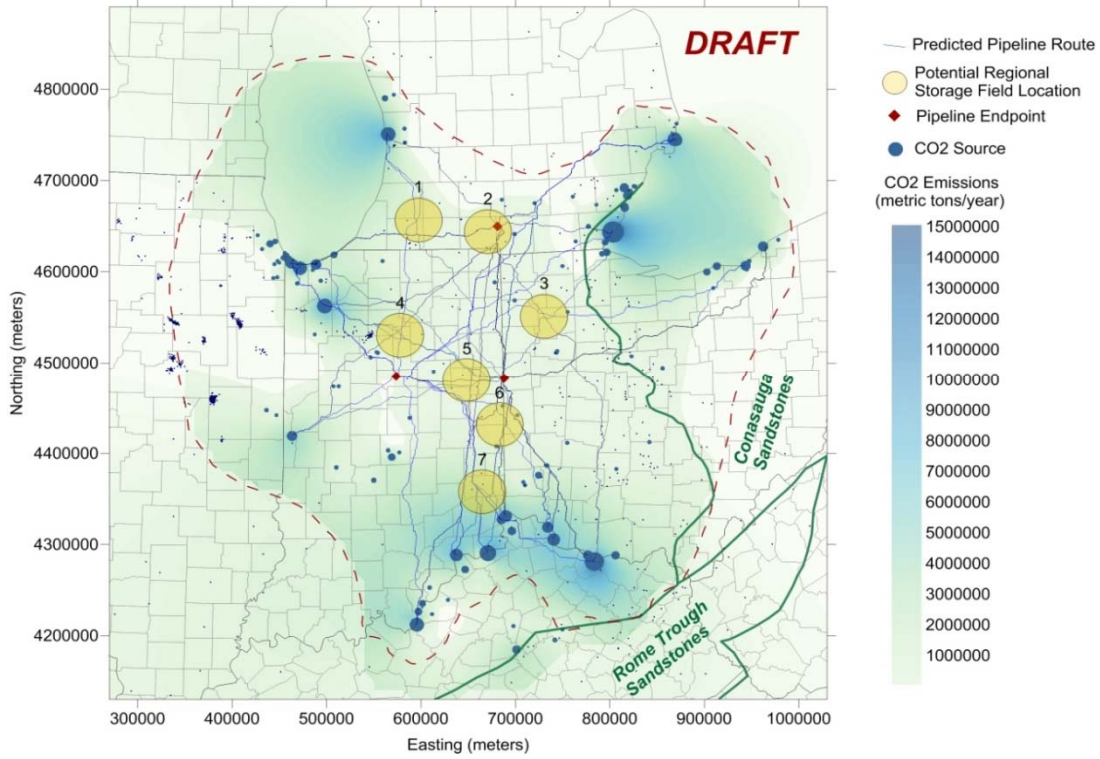 DRAFT
Predicted Pipeline Route
Potential Regional
Storage Field Location
Pipeline Endpoint
CO2 Source
CO2 Emissions
(metric tons/year)
15000000
14000000
13000000
12000000
11000000
10000000
9000000
8000000
7000000
6000000
5000000
4000000
3000000
2000000
1000000
Northing (meters)
4800000
4700000
4600000
4500000
4400000
4300000
4200000
1
2
3
4
5
6
7
Conasauga
Sandstones
Rome Trough
Sandstones
300000 400000 500000 600000 700000 800000 900000 1000000
Easting (meters)